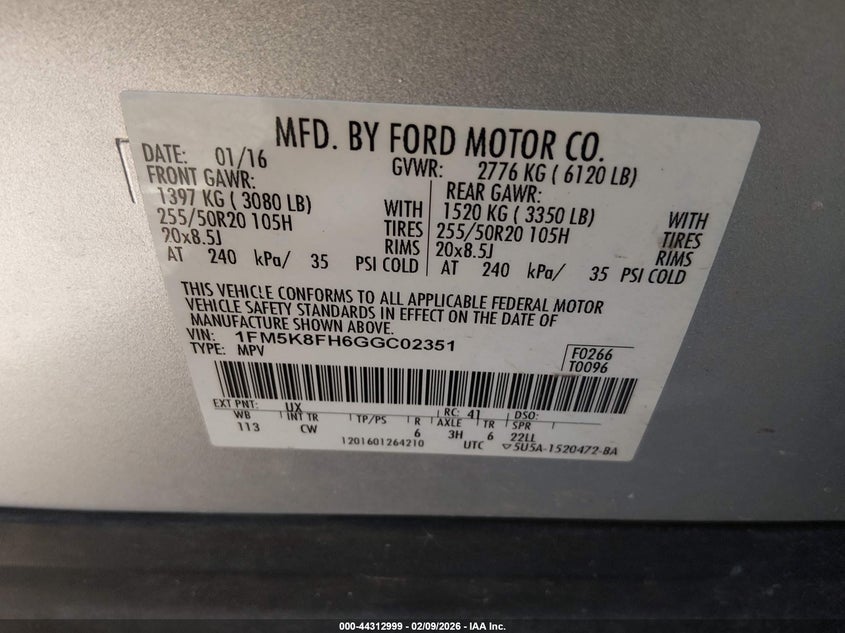 MFD. BY FORD MOTOR CO.
DATE: 01/16 GVWR: 2776 KG ( 6120 LB)
FRONT GAWR: REAR GAWR:
1397 KG ( 3080 LB) WITH 1520 KG ( 3350 LB) WITH
255/50R20 105H TIRES 255/50R20 105H TIRES
20x8.5J RIMS 20x8.5J RIMS
AT 240 kPa/ 35 PSI COLD AT 240 kPa/ 35 PSI COLD
THIS VEHICLE CONFORMS TO ALL APPLICABLE FEDERAL MOTOR
VEHICLE SAFETY STANDARDS IN EFFECT ON THE DATE OF
MANUFACTURE SHOWN ABOVE.
VIN: 1FM5K8FH6GGC02351
TYPE: MPV
F0266
T0096
EXT PNT: UX RC: 41 DSO:
WB INT TR TP/PS R AXLE TR SPR
113 CW 6 3H 6 22LL
1201601264210 UTC ▽5U5A-1520472-BA
000-44312999 - 02/09/2026 - IAA Inc.